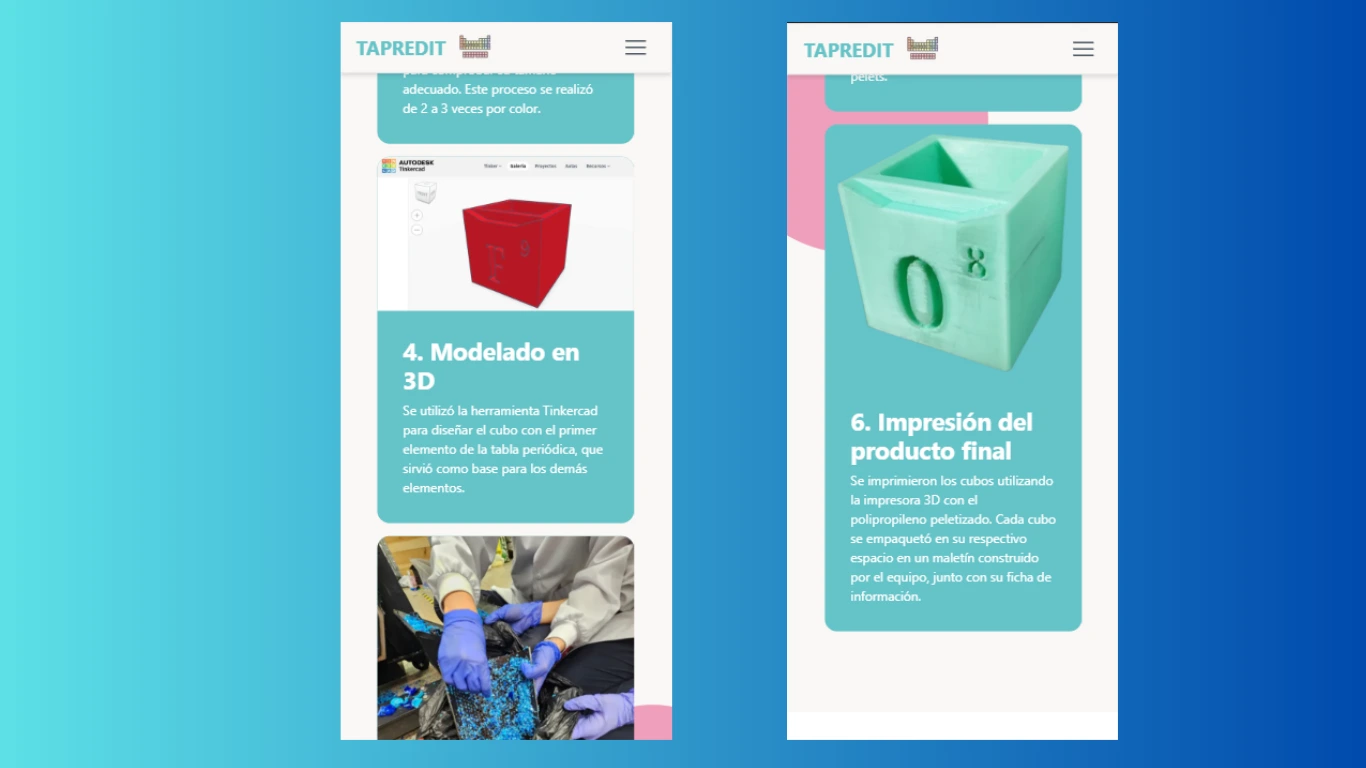 TAPREDIT
adecuado. Este proceso se realizó
de 2 a 3 veces por color.
AUTODESK
Tinkercad
Tinker Galería Proyectos Aulas Recursos
F 9
4. Modelado en
3D
Se utilizó la herramienta Tinkercad
para diseñar el cubo con el primer
elemento de la tabla periódica, que
sirvió como base para los demás
elementos.
TAPREDIT
pelets.
O 8
6. Impresión del
producto final
Se imprimieron los cubos utilizando
la impresora 3D con el
polipropileno peletizado. Cada cubo
se empaquetó en su respectivo
espacio en un maletín construido
por el equipo, junto con su ficha de
información.